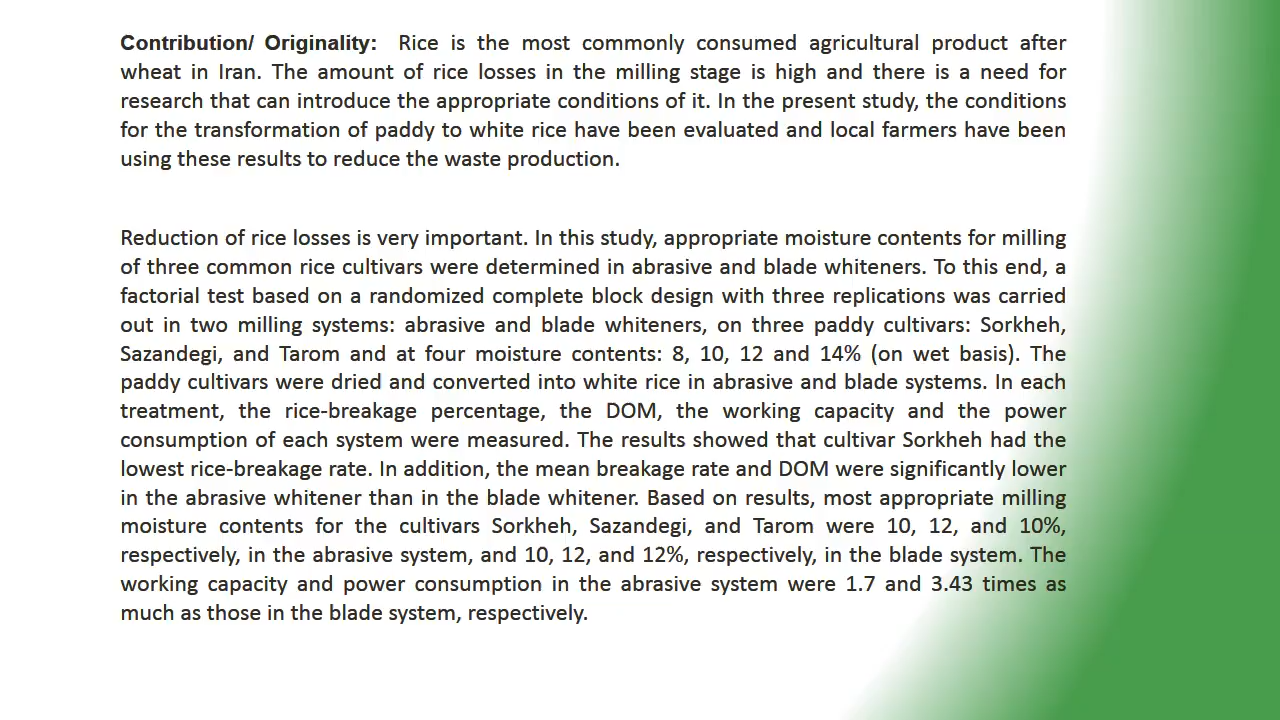 Contribution/ Originality: Rice is the most commonly consumed agricultural product after
wheat in Iran. The amount of rice losses in the milling stage is high and there is a need for
research that can introduce the appropriate conditions of it. In the present study, the conditions
for the transformation of paddy to white rice have been evaluated and local farmers have been
using these results to reduce the waste production.
Reduction of rice losses is very important. In this study, appropriate moisture contents for milling
of three common rice cultivars were determined in abrasive and blade whiteners. To this end, a
factorial test based on a randomized complete block design with three replications was carried
out in two milling systems: abrasive and blade whiteners, on three paddy cultivars: Sorkheh,
Sazandegi, and Tarom and at four moisture contents: 8, 10, 12 and 14% (on wet basis). The
paddy cultivars were dried and converted into white rice in abrasive and blade systems. In each
treatment, the rice-breakage percentage, the DOM, the working capacity and the power
consumption of each system were measured. The results showed that cultivar Sorkheh had the
lowest rice-breakage rate. In addition, the mean breakage rate and DOM were significantly lower
in the abrasive whitener than in the blade whitener. Based on results, most appropriate milling
moisture contents for the cultivars Sorkheh, Sazandegi, and Tarom were 10, 12, and 10%,
respectively, in the abrasive system, and 10, 12, and 12%, respectively, in the blade system. The
working capacity and power consumption in the abrasive system were 1.7 and 3.43 times as
much as those in the blade system, respectively.